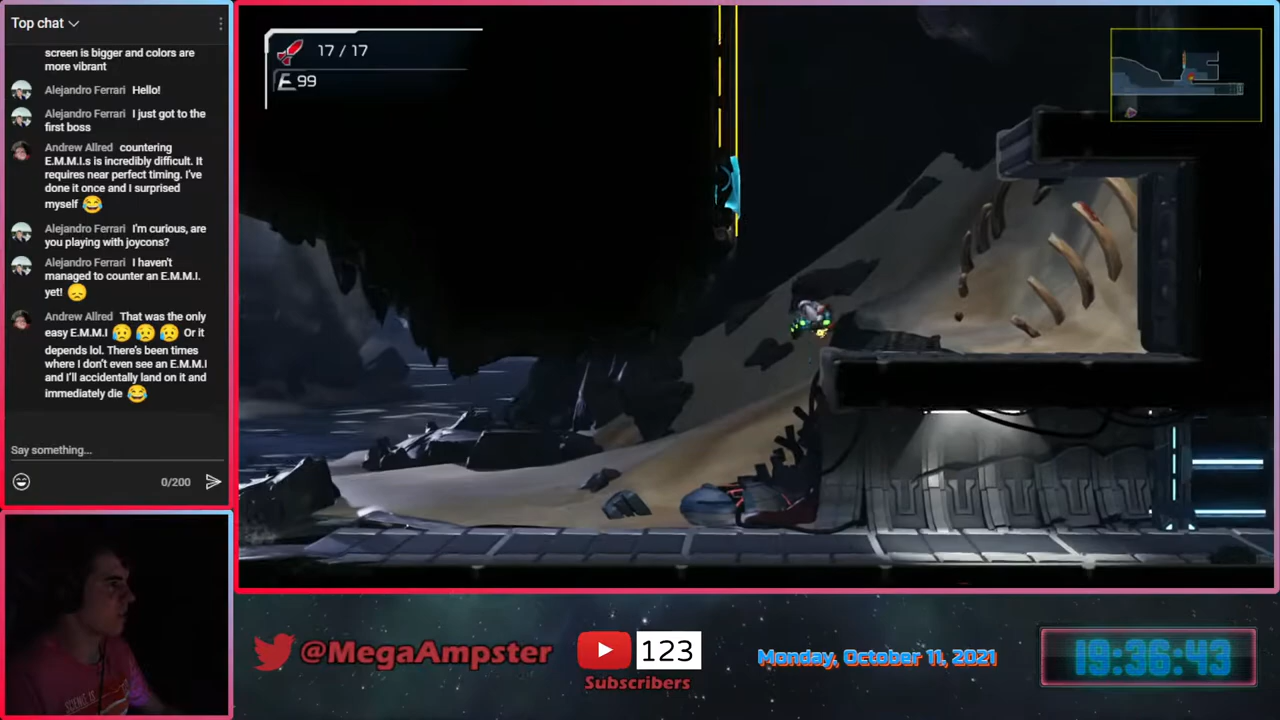 Top chat
screen is bigger and colors are
more vibrant
Alejandro Ferrari Hello!
Alejandro Ferrari I just got to the
first boss
Andrew Allred countering
E.M.M.I.s is incredibly difficult. It
requires near perfect timing. I've
done it once and I surprised
myself 😂
Alejandro Ferrari I'm curious, are
you playing with joycons?
Alejandro Ferrari I haven't
managed to counter an E.M.M.I.
yet! 😞
Andrew Allred That was the only
easy E.M.M.I 😥 😥 😥 Or it
depends lol. There's been times
where I don't even see an E.M.M.I
and I'll accidentally land on it and
immediately die 😂
Say something...
0/200
17 / 17
E 99
@MegaAmpster
123
Subscribers
Monday, October 11, 2021
19:36:43